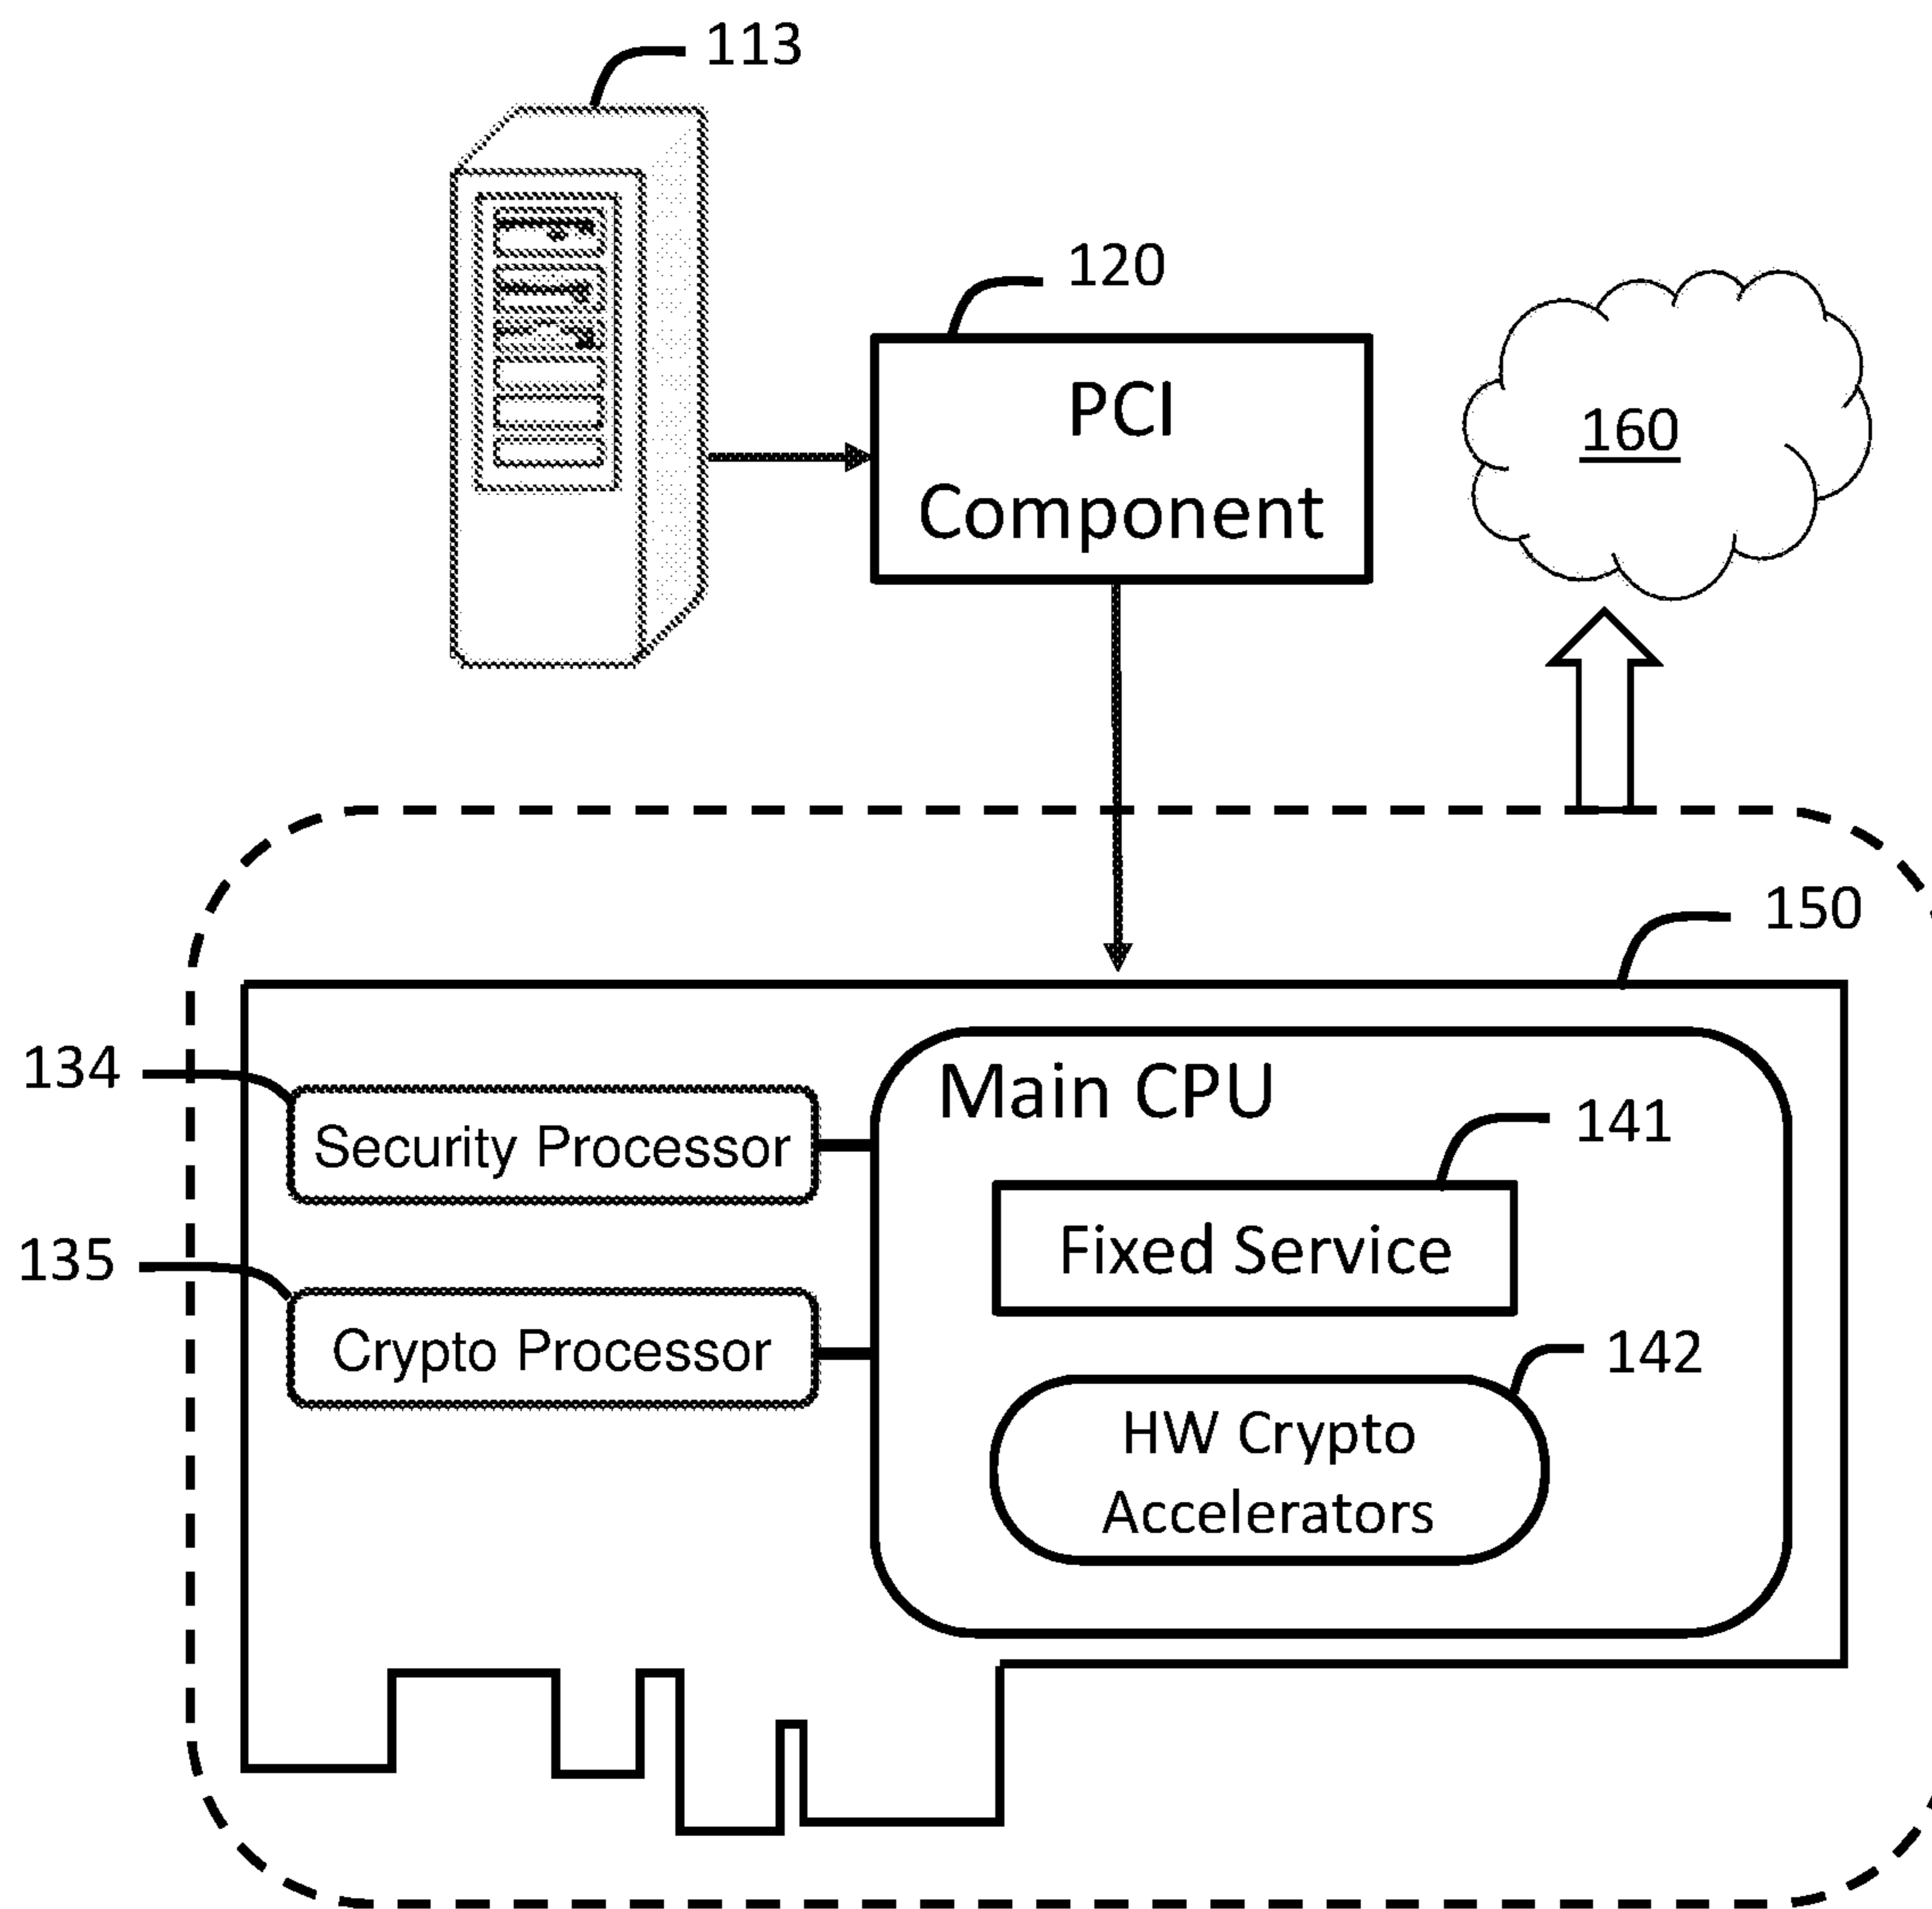 113
120
PCI
Component
160
150
134
Main CPU
141
Security Processor
Fixed Service
135
Crypto Processor
142
HW Crypto
Accelerators